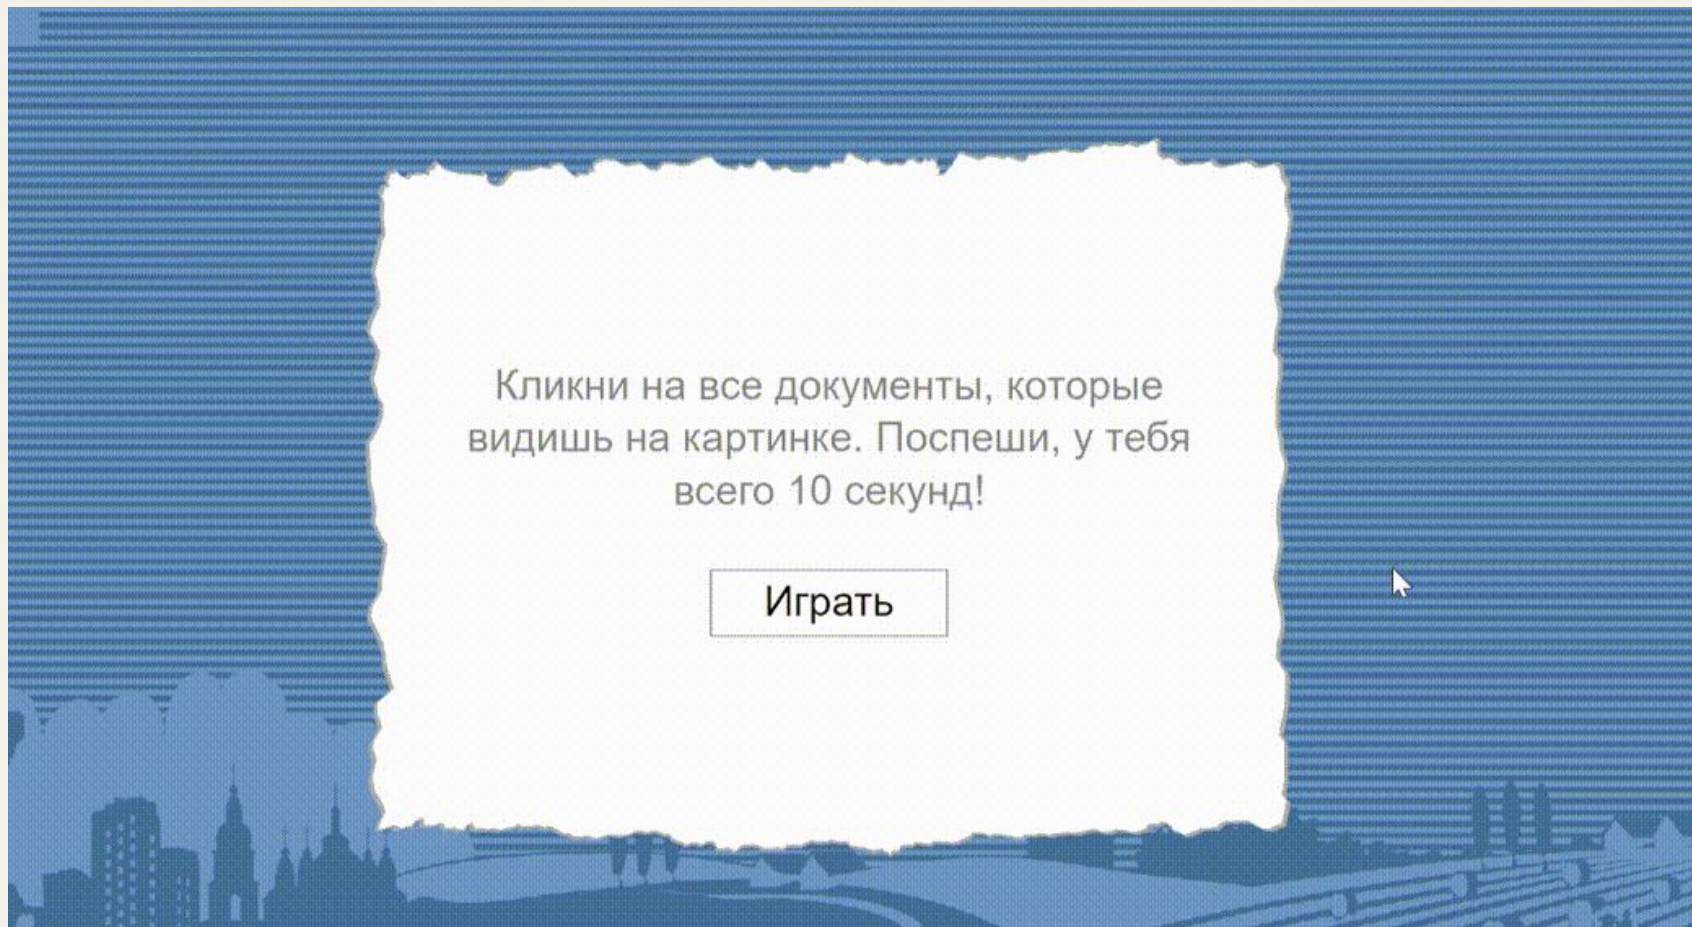 Кликни на все документы, которые
видишь на картинке. Поспеши, у тебя
всего 10 секунд!
Играть